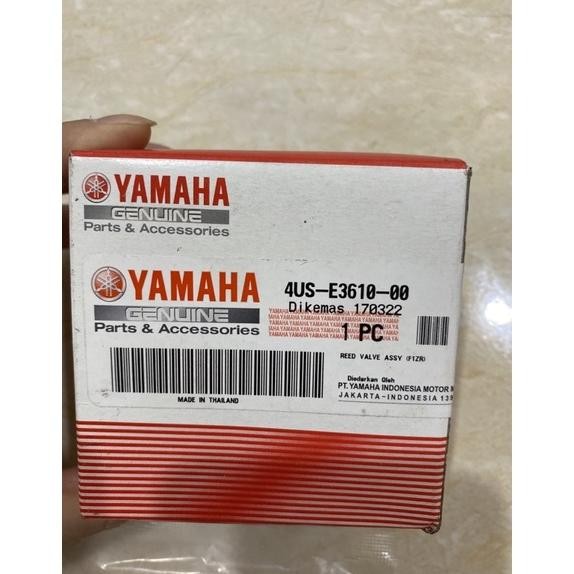 YAMAHA
GENUINE
Parts & Accessories
YAMAHA
GENUINE
Parts & Accessories
MADE IN THAILAND
4US-E3610-00
Dikemas 170322
1 PC
REED VALVE ASSY (F1ZR)
Diedarkan Oleh
PT. YAMAHA INDONESIA MOTOR
JAKARTA-INDONESIA